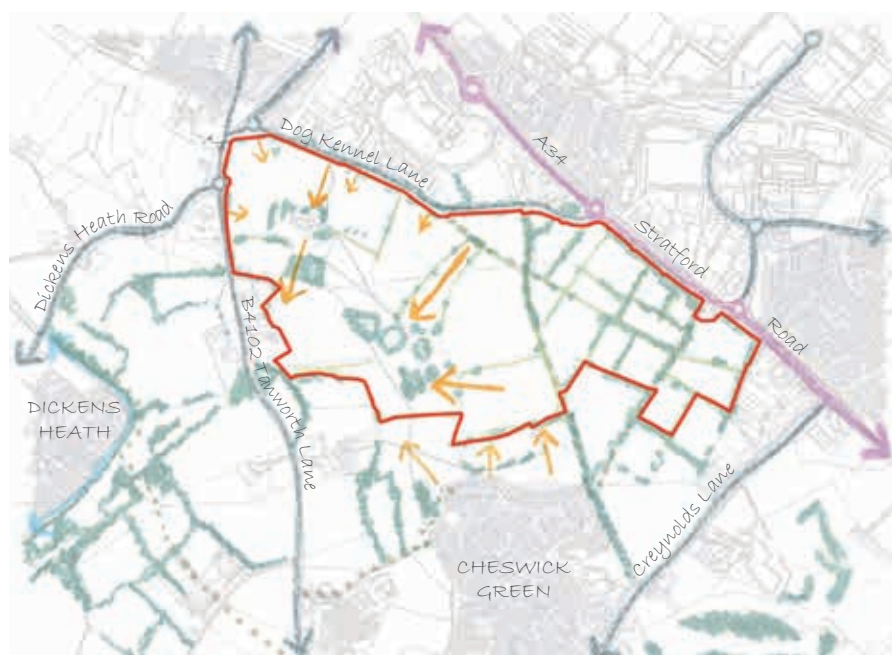 Dog Kennel Lane
A34
Stratford
Road
Dickens Heath Road
B4102 Tanworth Lane
DICKENS
HEATH
CHESWICK
GREEN
Creynolds Lane